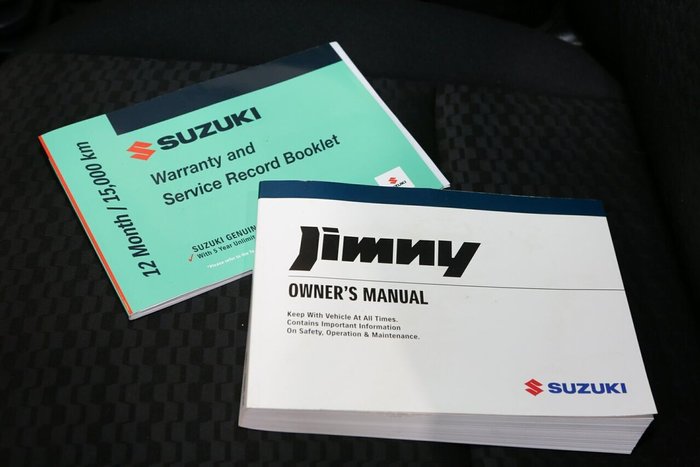 SUZUKI
Warranty and
Service Record Booklet
12 Month / 15,000 km
SUZUKI GENUIN
With 5 Year Unlimit
Jimny
OWNER'S MANUAL
Keep With Vehicle At All Times.
Contains Important Information
On Safety, Operation & Maintenance.
SUZUKI